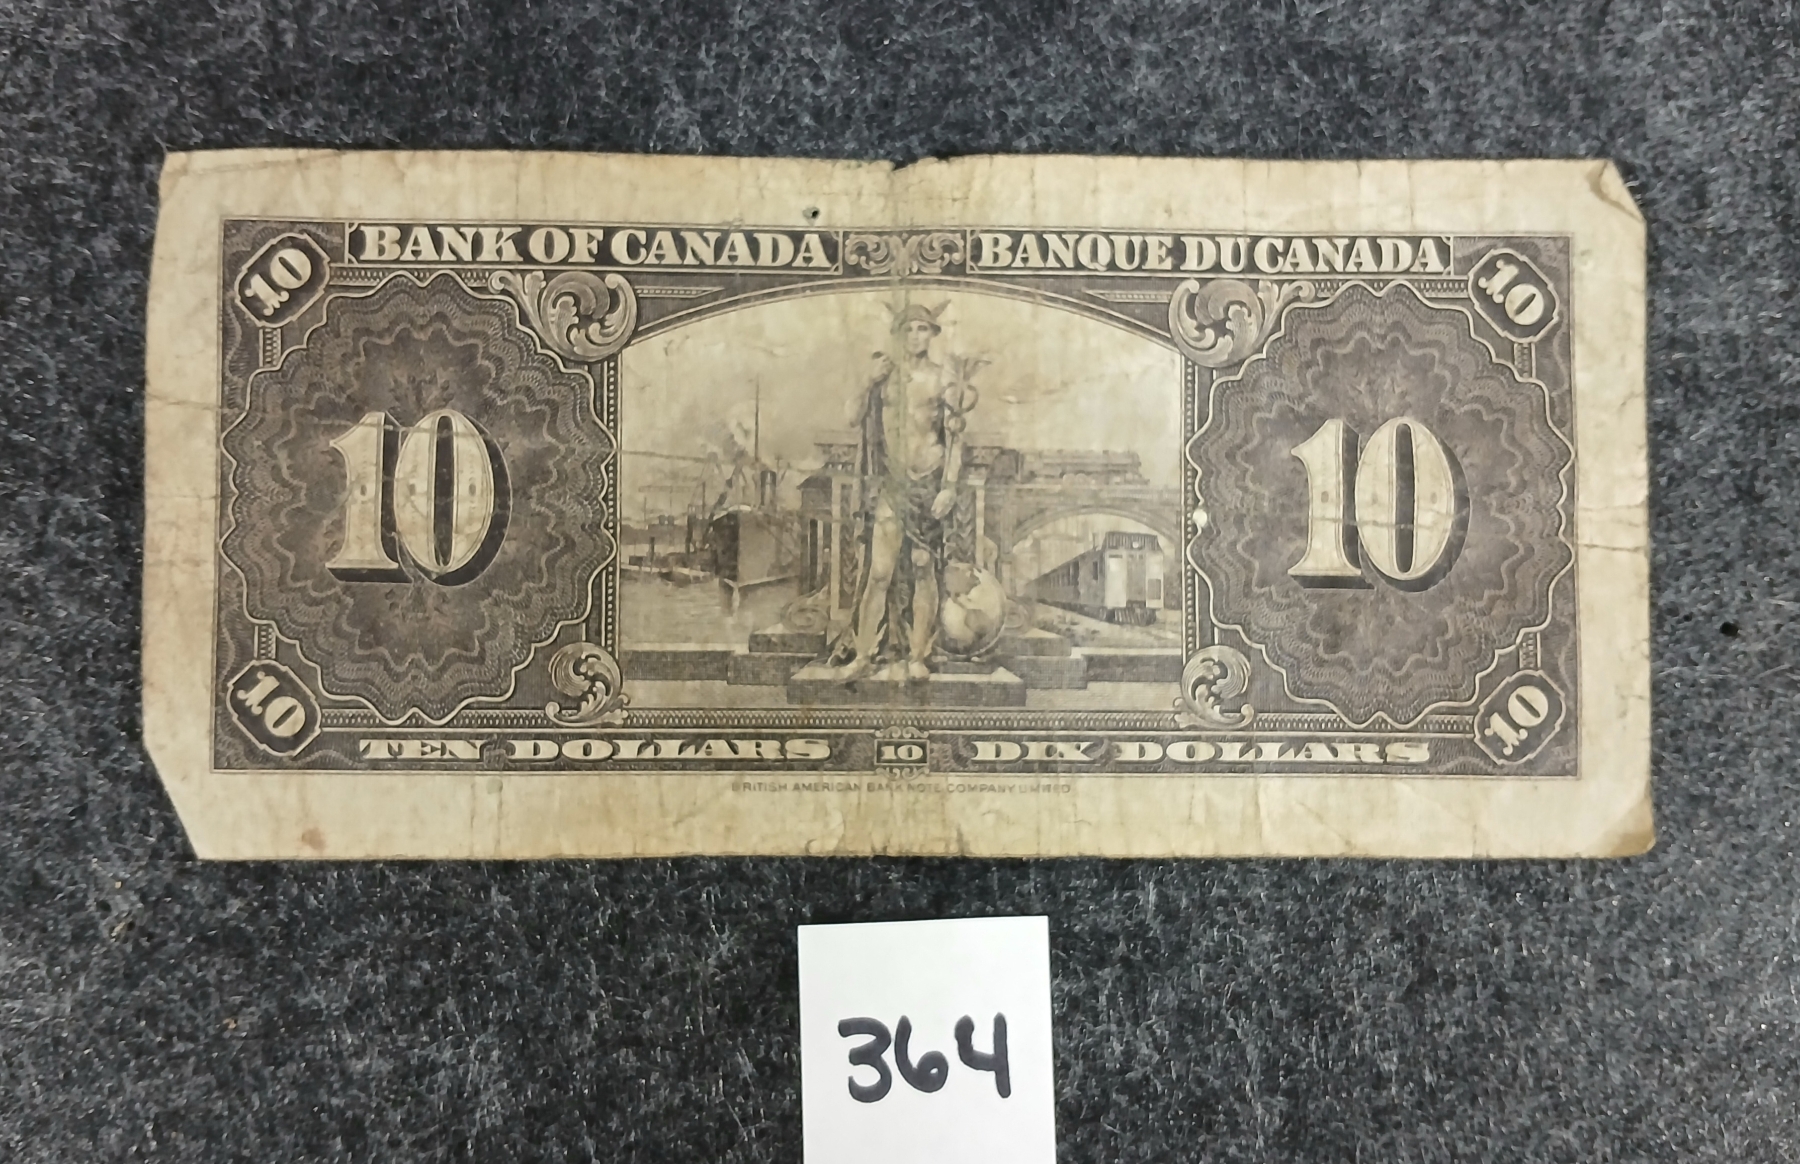 10 BANK OF CANADA BANQUE DU CANADA 10
10 10
10 TEN DOLLARS 10 DIX DOLLARS 10
BRITISH AMERICAN BANK NOTE COMPANY LIMITED
364